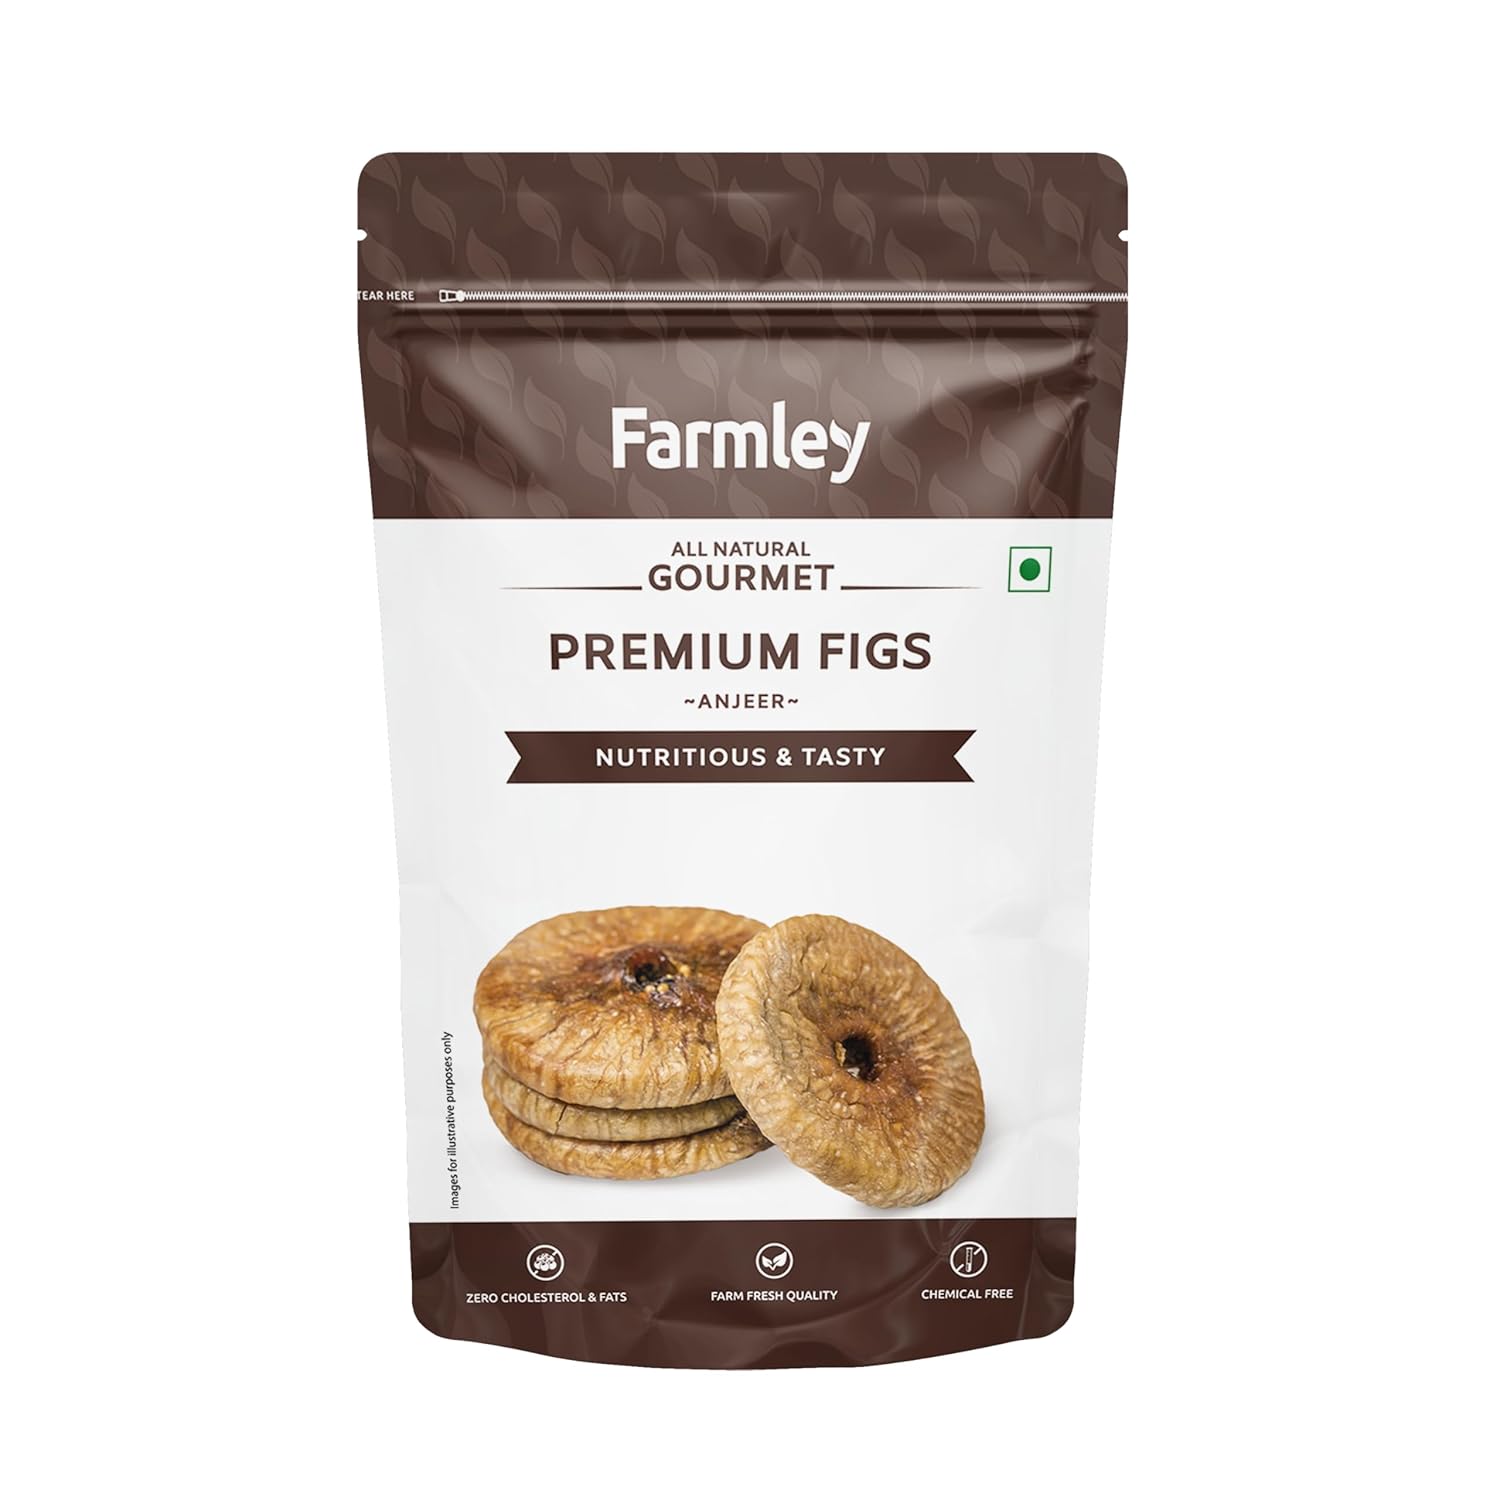 TEAR HERE
Farmley
ALL NATURAL
GOURMET
PREMIUM FIGS
~ANJEER~
NUTRITIOUS & TASTY
Images for illustrative purposes only
ZERO CHOLESTEROL & FATS
FARM FRESH QUALITY
CHEMICAL FREE